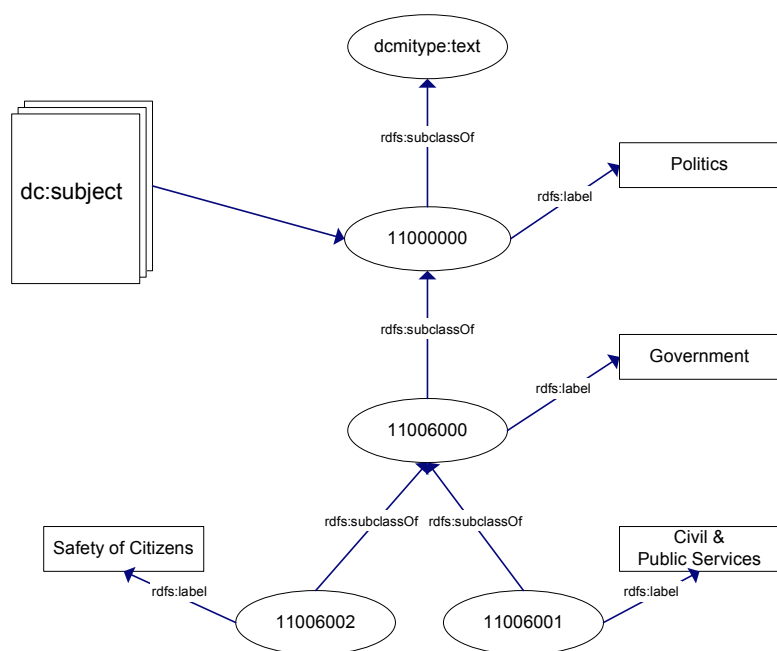 dcmitype:text
rdfs:subclassOf
Politics
dc:subject
rdfs:label
11000000
rdfs:subclassOf
Government
rdfs:label
11006000
rdfs:subclassOf
rdfs:subclassOf
Safety of Citizens
Civil &
Public Services
rdfs:label
rdfs:label
11006002
11006001